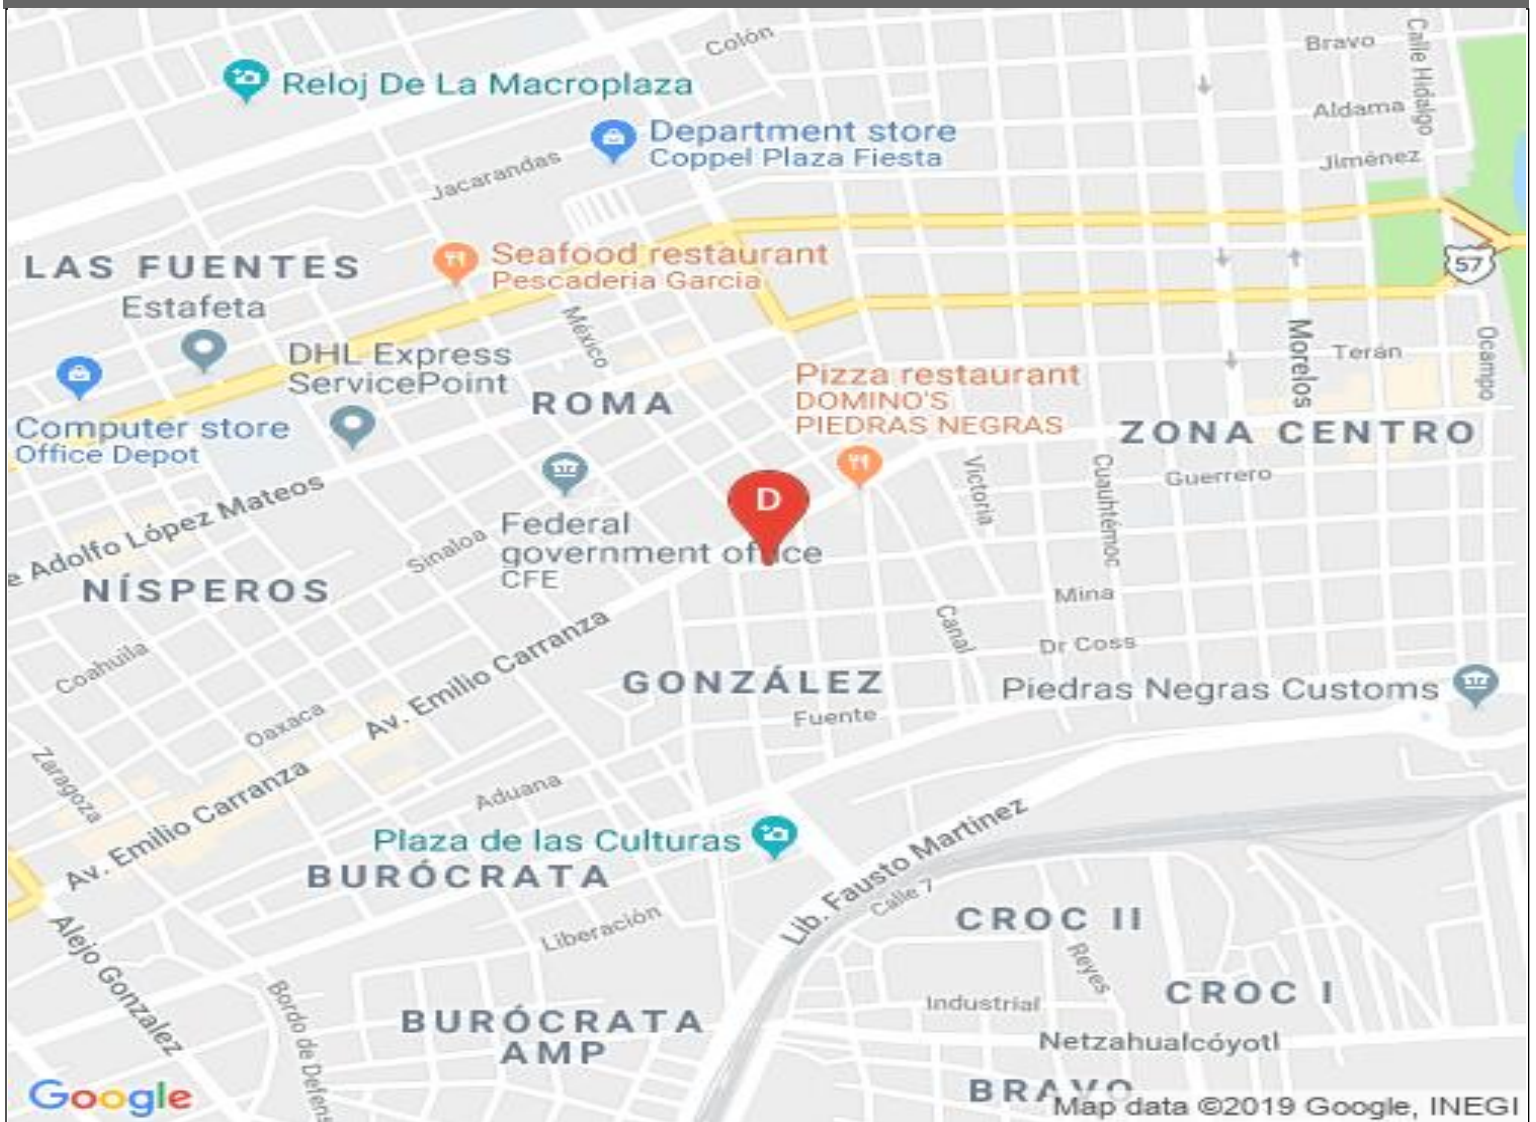 Colón
Bravo
Calle Hidalgo
Reloj De La Macroplaza
Aldama
Department store
Coppel Plaza Fiesta
Jiménez
Jacarandas
LAS FUENTES
Seafood restaurant
Pescaderia Garcia
57
Estafeta
México
Morelos
Ocampo
DHL Express
ServicePoint
Terán
Pizza restaurant
DOMINO'S
PIEDRAS NEGRAS
ROMA
Computer store
Office Depot
ZONA CENTRO
Victoria
Cuauhtémoc
Guerrero
D
e Adolfo López Mateos
Sinaloa
Federal
government office
CFE
NÍSPEROS
Mina
Canal
Dr Coss
Coahuila
Av. Emilio Carranza
GONZÁLEZ
Piedras Negras Customs
Fuente
Oaxaca
Zaragoza
Aduana
Av. Emilio Carranza
Plaza de las Culturas
Lib. Fausto Martinez
BURÓCRATA
Calle 7
CROC II
Liberación
Alejo Gonzalez
Reyes
Bordo de Defens
CROC I
Industrial
BURÓCRATA
AMP
Netzahualcóyotl
BRAVO
Google
Map data ©2019 Google, INEGI